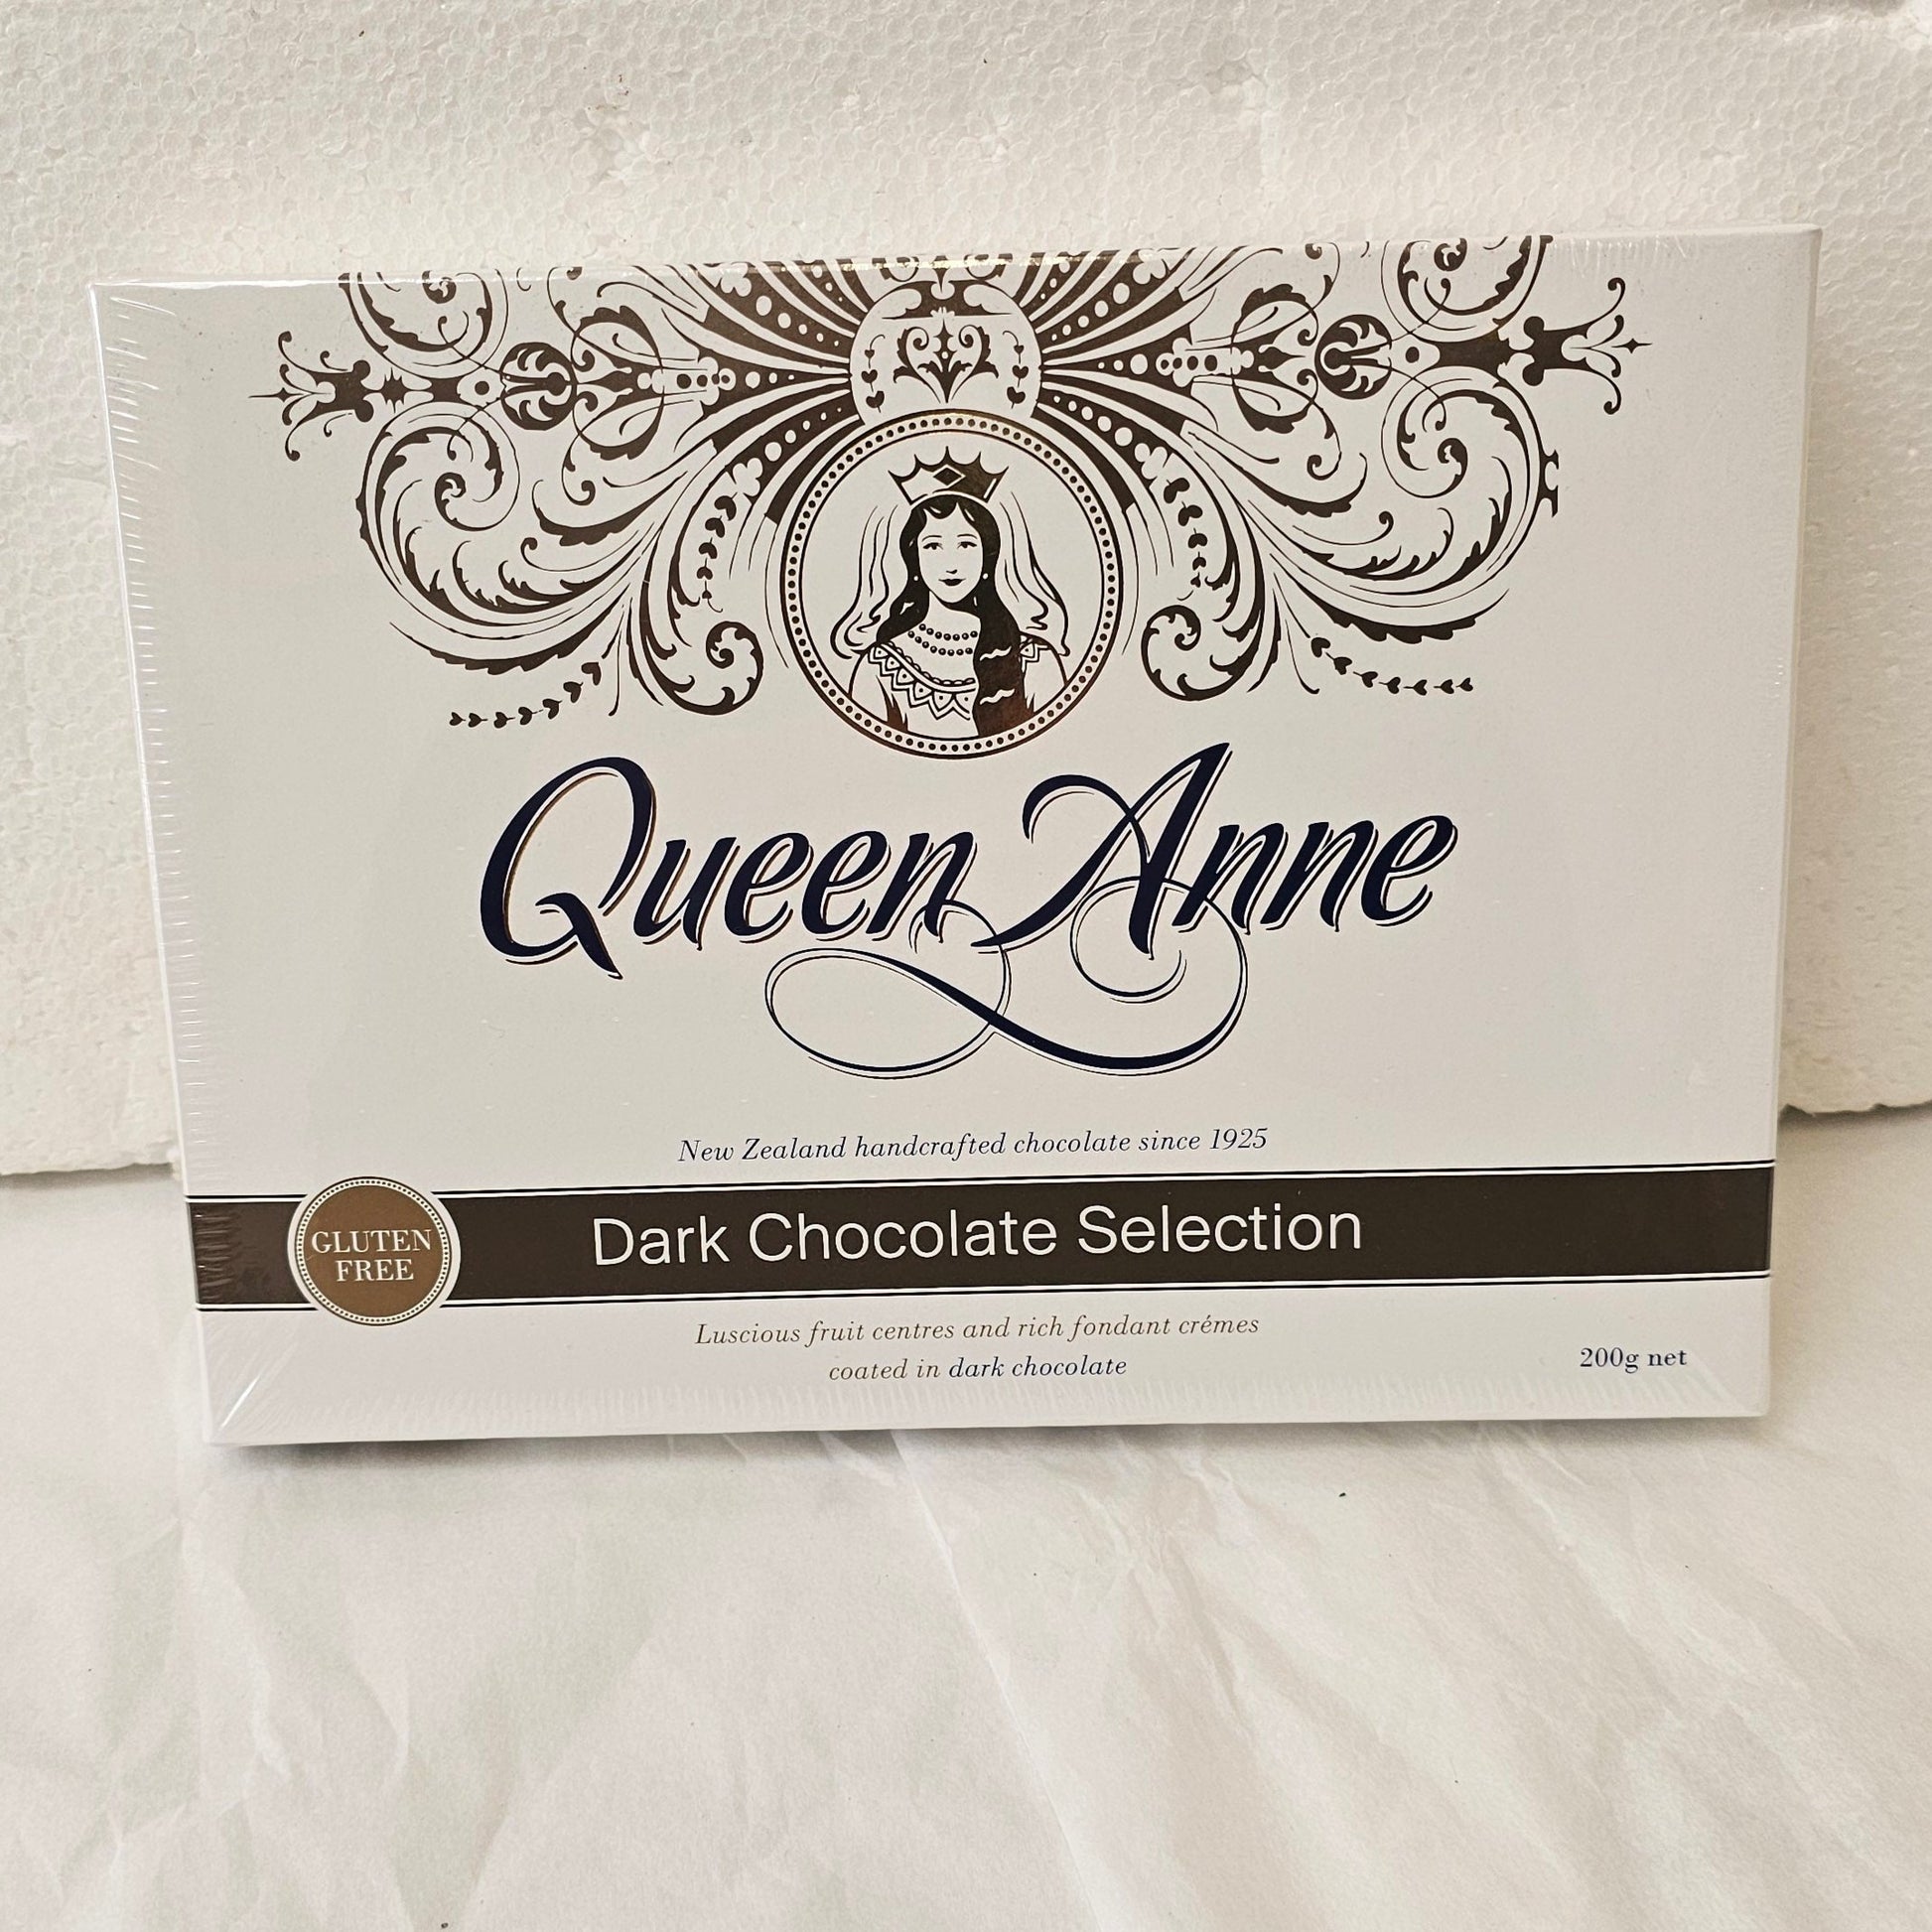 Queen Anne
New Zealand handcrafted chocolate since 1925
GLUTEN
FREE
Dark Chocolate Selection
Luscious fruit centres and rich fondant crémes
coated in dark chocolate
200g net